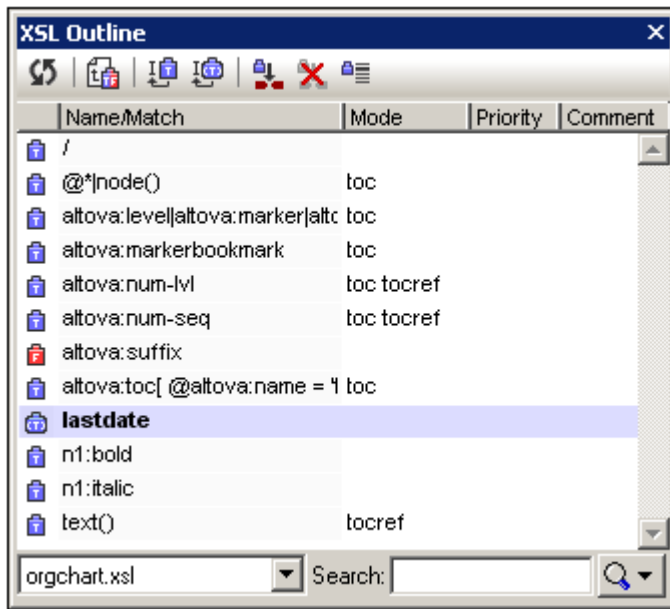 XSL Outline
Name/Match Mode Priority Comment
/
@*|node() toc
altova:level|altova:marker|altc toc
altova:markerbookmark toc
altova:num-lvl toc tocref
altova:num-seq toc tocref
altova:suffix
altova:toc[ @altova:name = '1 toc
lastdate
n1:bold
n1:italic
text() tocref
orgchart.xsl Search: